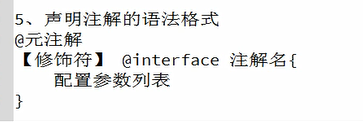 5、声明注解的语法格式
@元注解
【修饰符】 @interface 注解名{
    配置参数列表
}